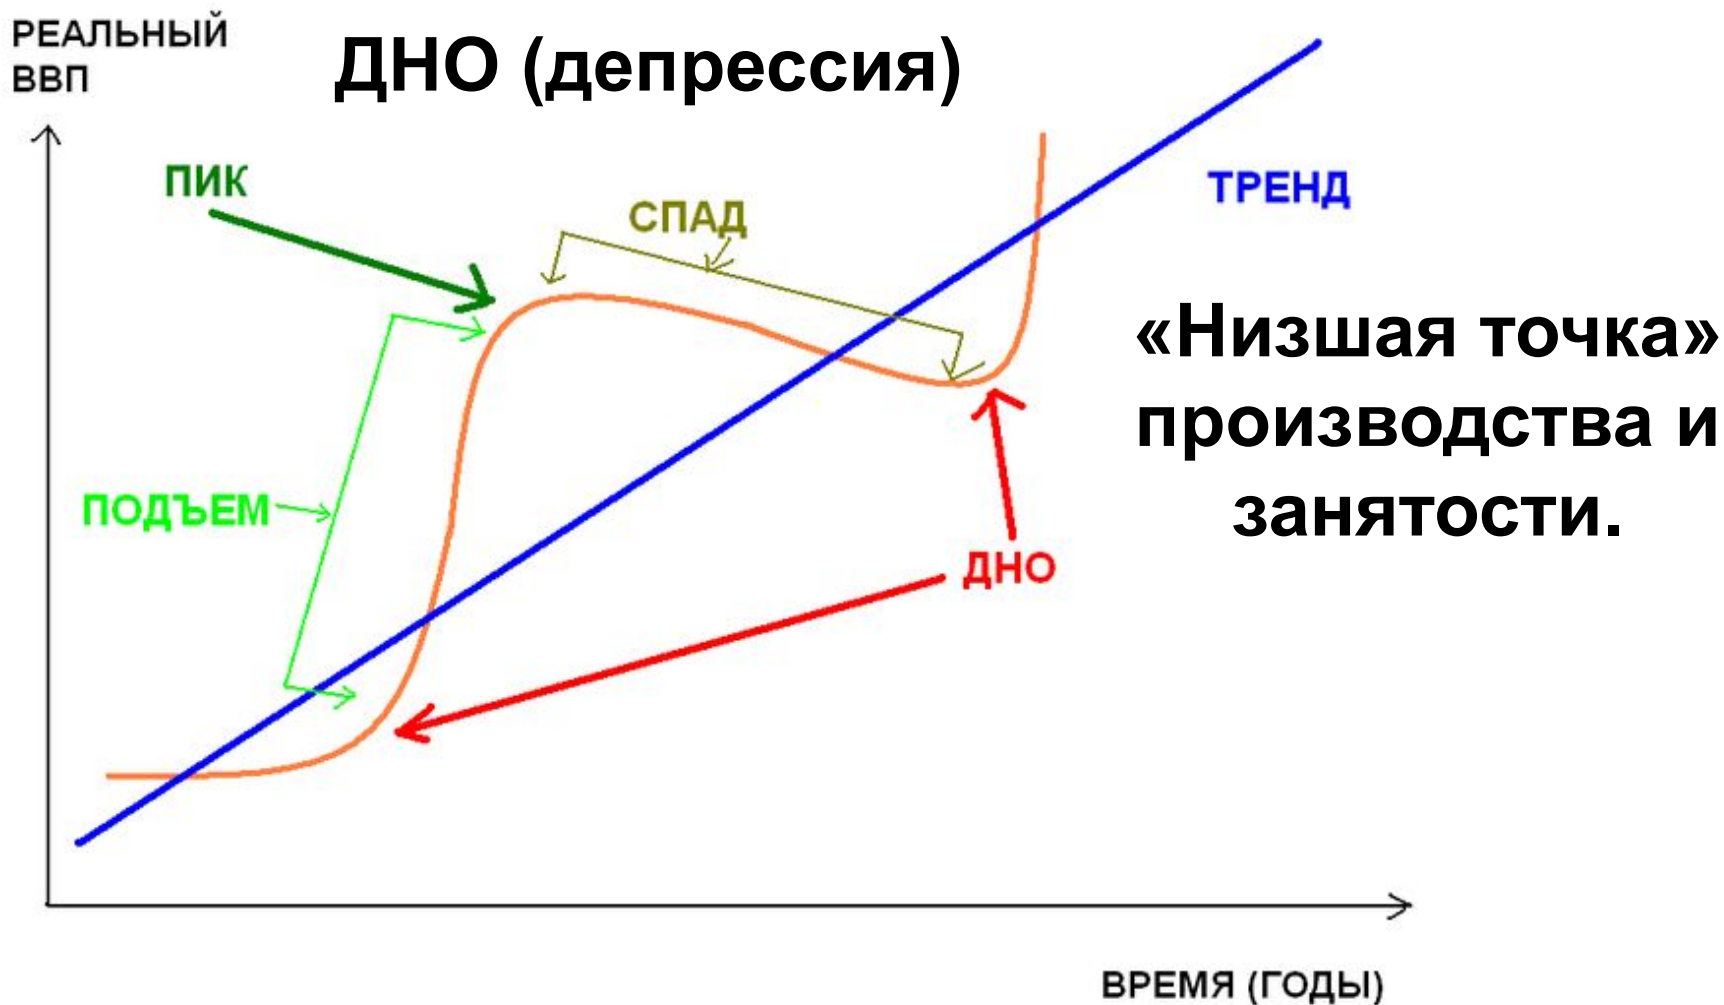 РЕАЛЬНЫЙ
ВВП
ДНО (депрессия)
ПИК
СПАД
ТРЕНД
«Низшая точка»
производства и
занятости.
ПОДЪЕМ
ДНО
ВРЕМЯ (ГОДЫ)